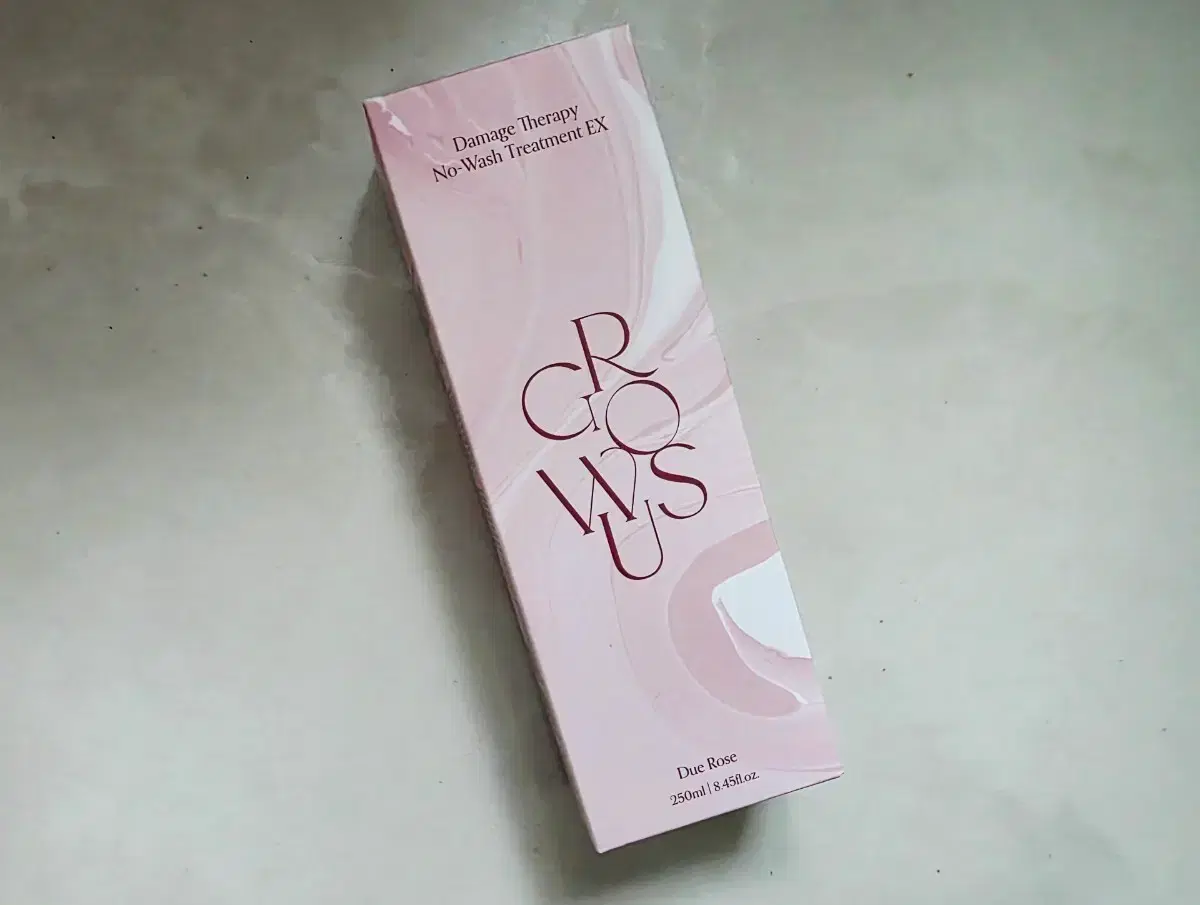 Damage Therapy
No-Wash Treatment EX
GROWUS
Due Rose
250ml | 8.45fl.oz.